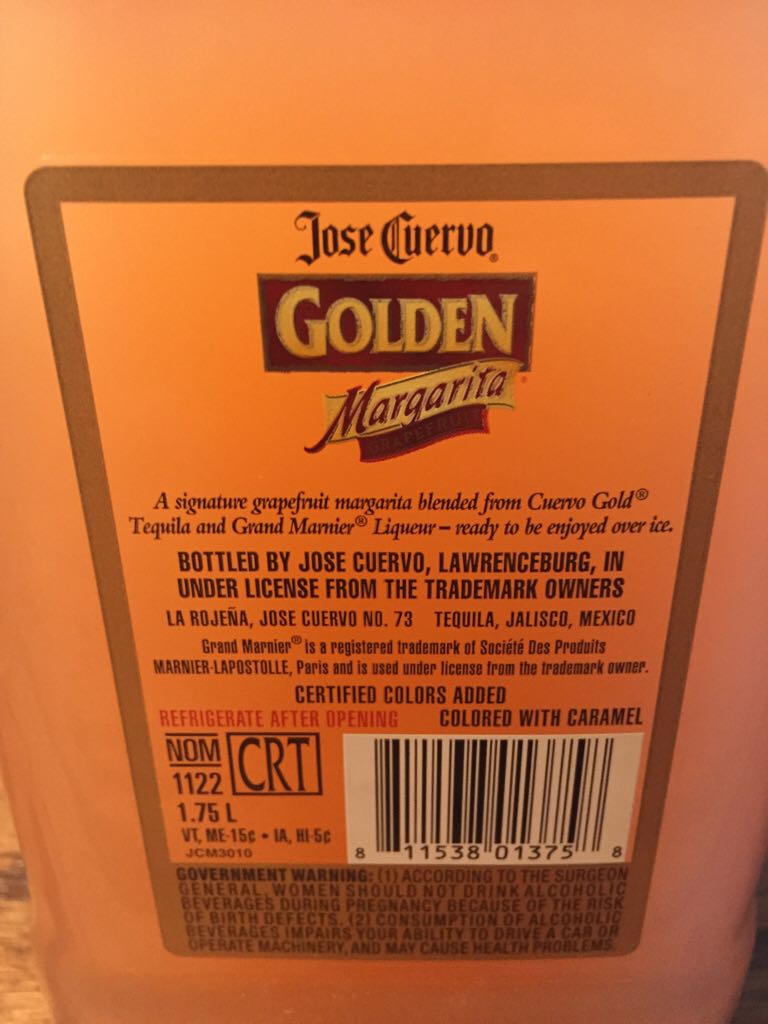 Jose Cuervo®
GOLDEN
Margarita
GRAPEFRUIT
A signature grapefruit margarita blended from Cuervo Gold®
Tequila and Grand Marnier® Liqueur – ready to be enjoyed over ice.
BOTTLED BY JOSE CUERVO, LAWRENCEBURG, IN
UNDER LICENSE FROM THE TRADEMARK OWNERS
LA ROJEÑA, JOSE CUERVO NO. 73 TEQUILA, JALISCO, MEXICO
Grand Marnier® is a registered trademark of Société Des Produits
MARNIER-LAPOSTOLLE, Paris and is used under license from the trademark owner.
CERTIFIED COLORS ADDED
REFRIGERATE AFTER OPENING COLORED WITH CARAMEL
NOM CRT
1122
1.75 L
VT, ME-15¢ • IA, HI-5¢
JCM3010
8 11538 01375 8
GOVERNMENT WARNING: (1) ACCORDING TO THE SURGEON
GENERAL, WOMEN SHOULD NOT DRINK ALCOHOLIC
BEVERAGES DURING PREGNANCY BECAUSE OF THE RISK
OF BIRTH DEFECTS. (2) CONSUMPTION OF ALCOHOLIC
BEVERAGES IMPAIRS YOUR ABILITY TO DRIVE A CAR OR
OPERATE MACHINERY, AND MAY CAUSE HEALTH PROBLEMS.